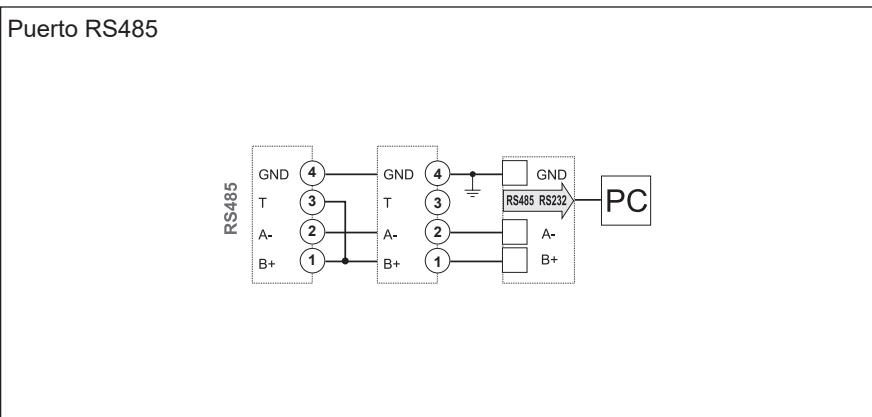 Puerto RS485
RS485
GND 4
T 3
A- 2
B+ 1
GND 4
T 3
A- 2
B+ 1
GND
RS485 RS232
A-
B+
PC